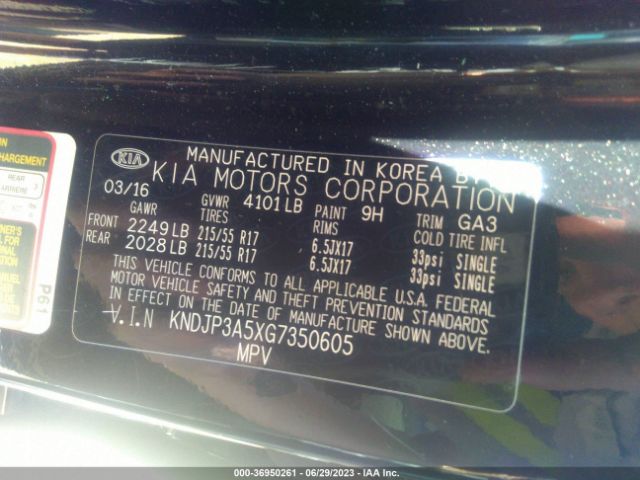 ON
HARGEMENT
REAR
P61
KIA
MANUFACTURED IN KOREA BY
KIA MOTORS CORPORATION
03/16 GVWR 4101LB PAINT 9H TRIM GA3
GAWR TIRES RIMS COLD TIRE INFL
FRONT 2249LB 215/55 R17 6.5JX17 33psi SINGLE
REAR 2028LB 215/55 R17 6.5JX17 33psi SINGLE
THIS VEHICLE CONFORMS TO ALL APPLICABLE U.S.A. FEDERAL
MOTOR VEHICLE SAFETY AND THEFT PREVENTION STANDARDS
IN EFFECT ON THE DATE OF MANUFACTURE SHOWN ABOVE.
V.I.N KNDJP3A5XG7350605
MPV
000-36950261 - 06/29/2023 - IAA Inc.